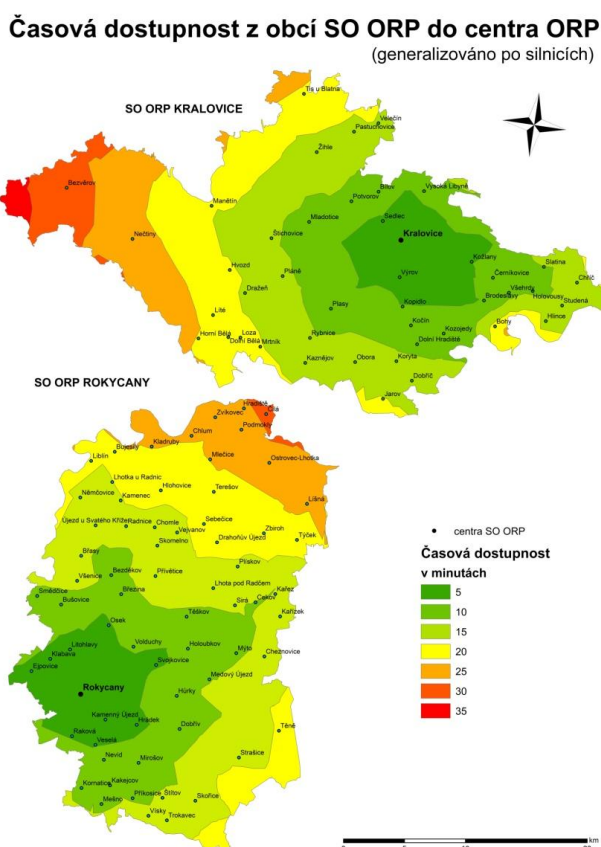 Časová dostupnost z obcí SO ORP do centra ORP
(generalizováno po silnicích)
SO ORP KRALOVICE
Tis u Blatna
Velečín
Pastuchovice
Žihle
Bezvěrov
Bílov
Vysoká Libyně
Potvorov
Manětín
Mladotice
Sedlec
Kralovice
Nečtiny
Štichovice
Hvozd
Pláně
Výrov
Kožlany
Slatina
Černíkovice
Chříč
Dražeň
Brodeslavy
Všehrdy
Holovousy
Studená
Líté
Plasy
Kopidlo
Hlince
Kočín
Bohy
Horní Bělá
Loza
Dolní Bělá
Mrtník
Rybnice
Kozojedy
Dolní Hradiště
Kaznějov
Obora
Koryta
Dobříč
Jarov
SO ORP ROKYCANY
Hradiště
Čilá
Zvíkovec
Podmokly
Chlum
Kladruby
Bujesily
Liblín
Mlečice
Ostrovec-Lhotka
Lhotka u Radnic
Němčovice
Kamenec
Hlohovice
Terešov
Líšná
Újezd u Svatého Kříže
Radnice
Chomle
Vejvanov
Sebečice
Zbiroh
Týček
Skomelno
Drahoňův Újezd
Břasy
Plískov
Všenice
Bezděkov
Přívětice
Smědčice
Březina
Lhota pod Radčem
Kařez
Bušovice
Sirá
Cekov
Kařízek
Osek
Těškov
Litohlavy
Volduchy
Holoubkov
Mýto
Cheznovice
Klabava
Ejpovice
Svojkovice
Medový Újezd
Rokycany
Hůrky
Kamenný Újezd
Hrádek
Dobřív
Těně
Raková
Veselá
Nevid
Mirošov
Strašice
Kornatice
Kakejcov
Mešno
Příkosice
Štítov
Skořice
Vísky
Trokavec
centra SO ORP
Časová dostupnost
v minutách
5
10
15
20
25
30
35
km